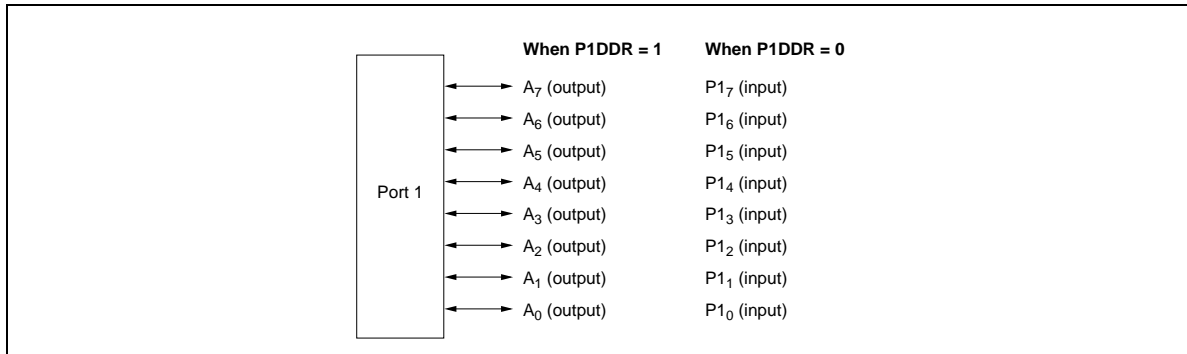 When P1DDR = 1 When P1DDR = 0
A7 (output) P17 (input)
A6 (output) P16 (input)
A5 (output) P15 (input)
Port 1 A4 (output) P14 (input)
A3 (output) P13 (input)
A2 (output) P12 (input)
A1 (output) P11 (input)
A0 (output) P10 (input)